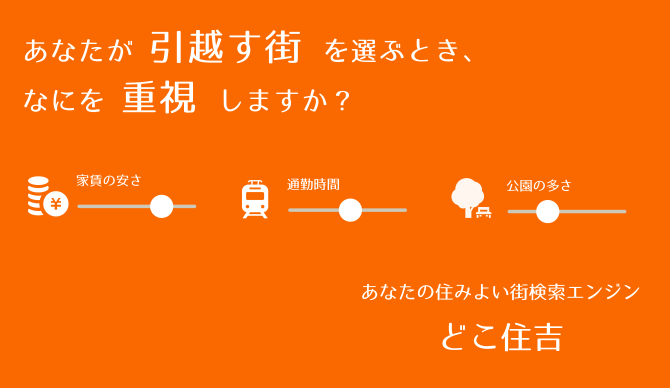 あなたが 引越す街 を選ぶとき、
なにを 重視 しますか？
家賃の安さ
通勤時間
公園の多さ
¥
あなたの住みよい街検索エンジン
どこ住吉